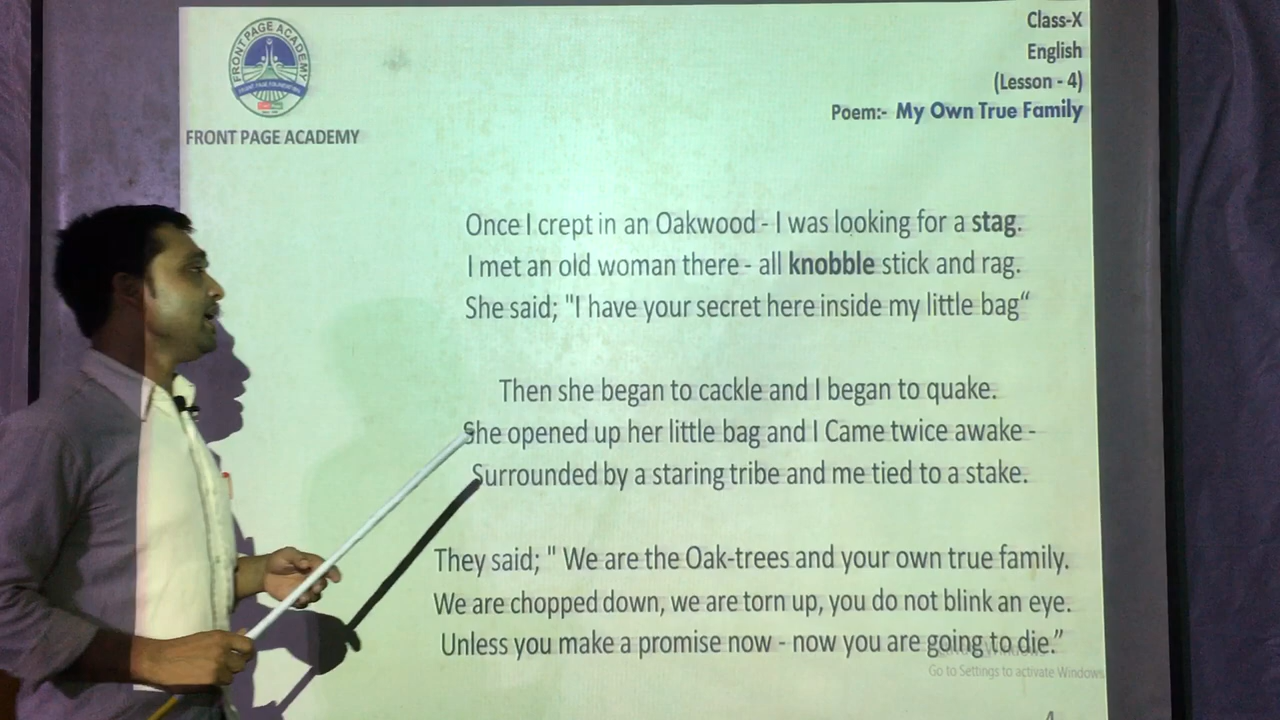 FRONT PAGE ACADEMY
FRONT PAGE ACADEMY
Class-X
English
(Lesson - 4)
Poem:- My Own True Family
Once I crept in an Oakwood - I was looking for a stag.
I met an old woman there - all knobble stick and rag.
She said; "I have your secret here inside my little bag“
Then she began to cackle and I began to quake.
She opened up her little bag and I Came twice awake -
Surrounded by a staring tribe and me tied to a stake.
They said; " We are the Oak-trees and your own true family.
We are chopped down, we are torn up, you do not blink an eye.
Unless you make a promise now - now you are going to die.”
Go to Settings to activate Windows